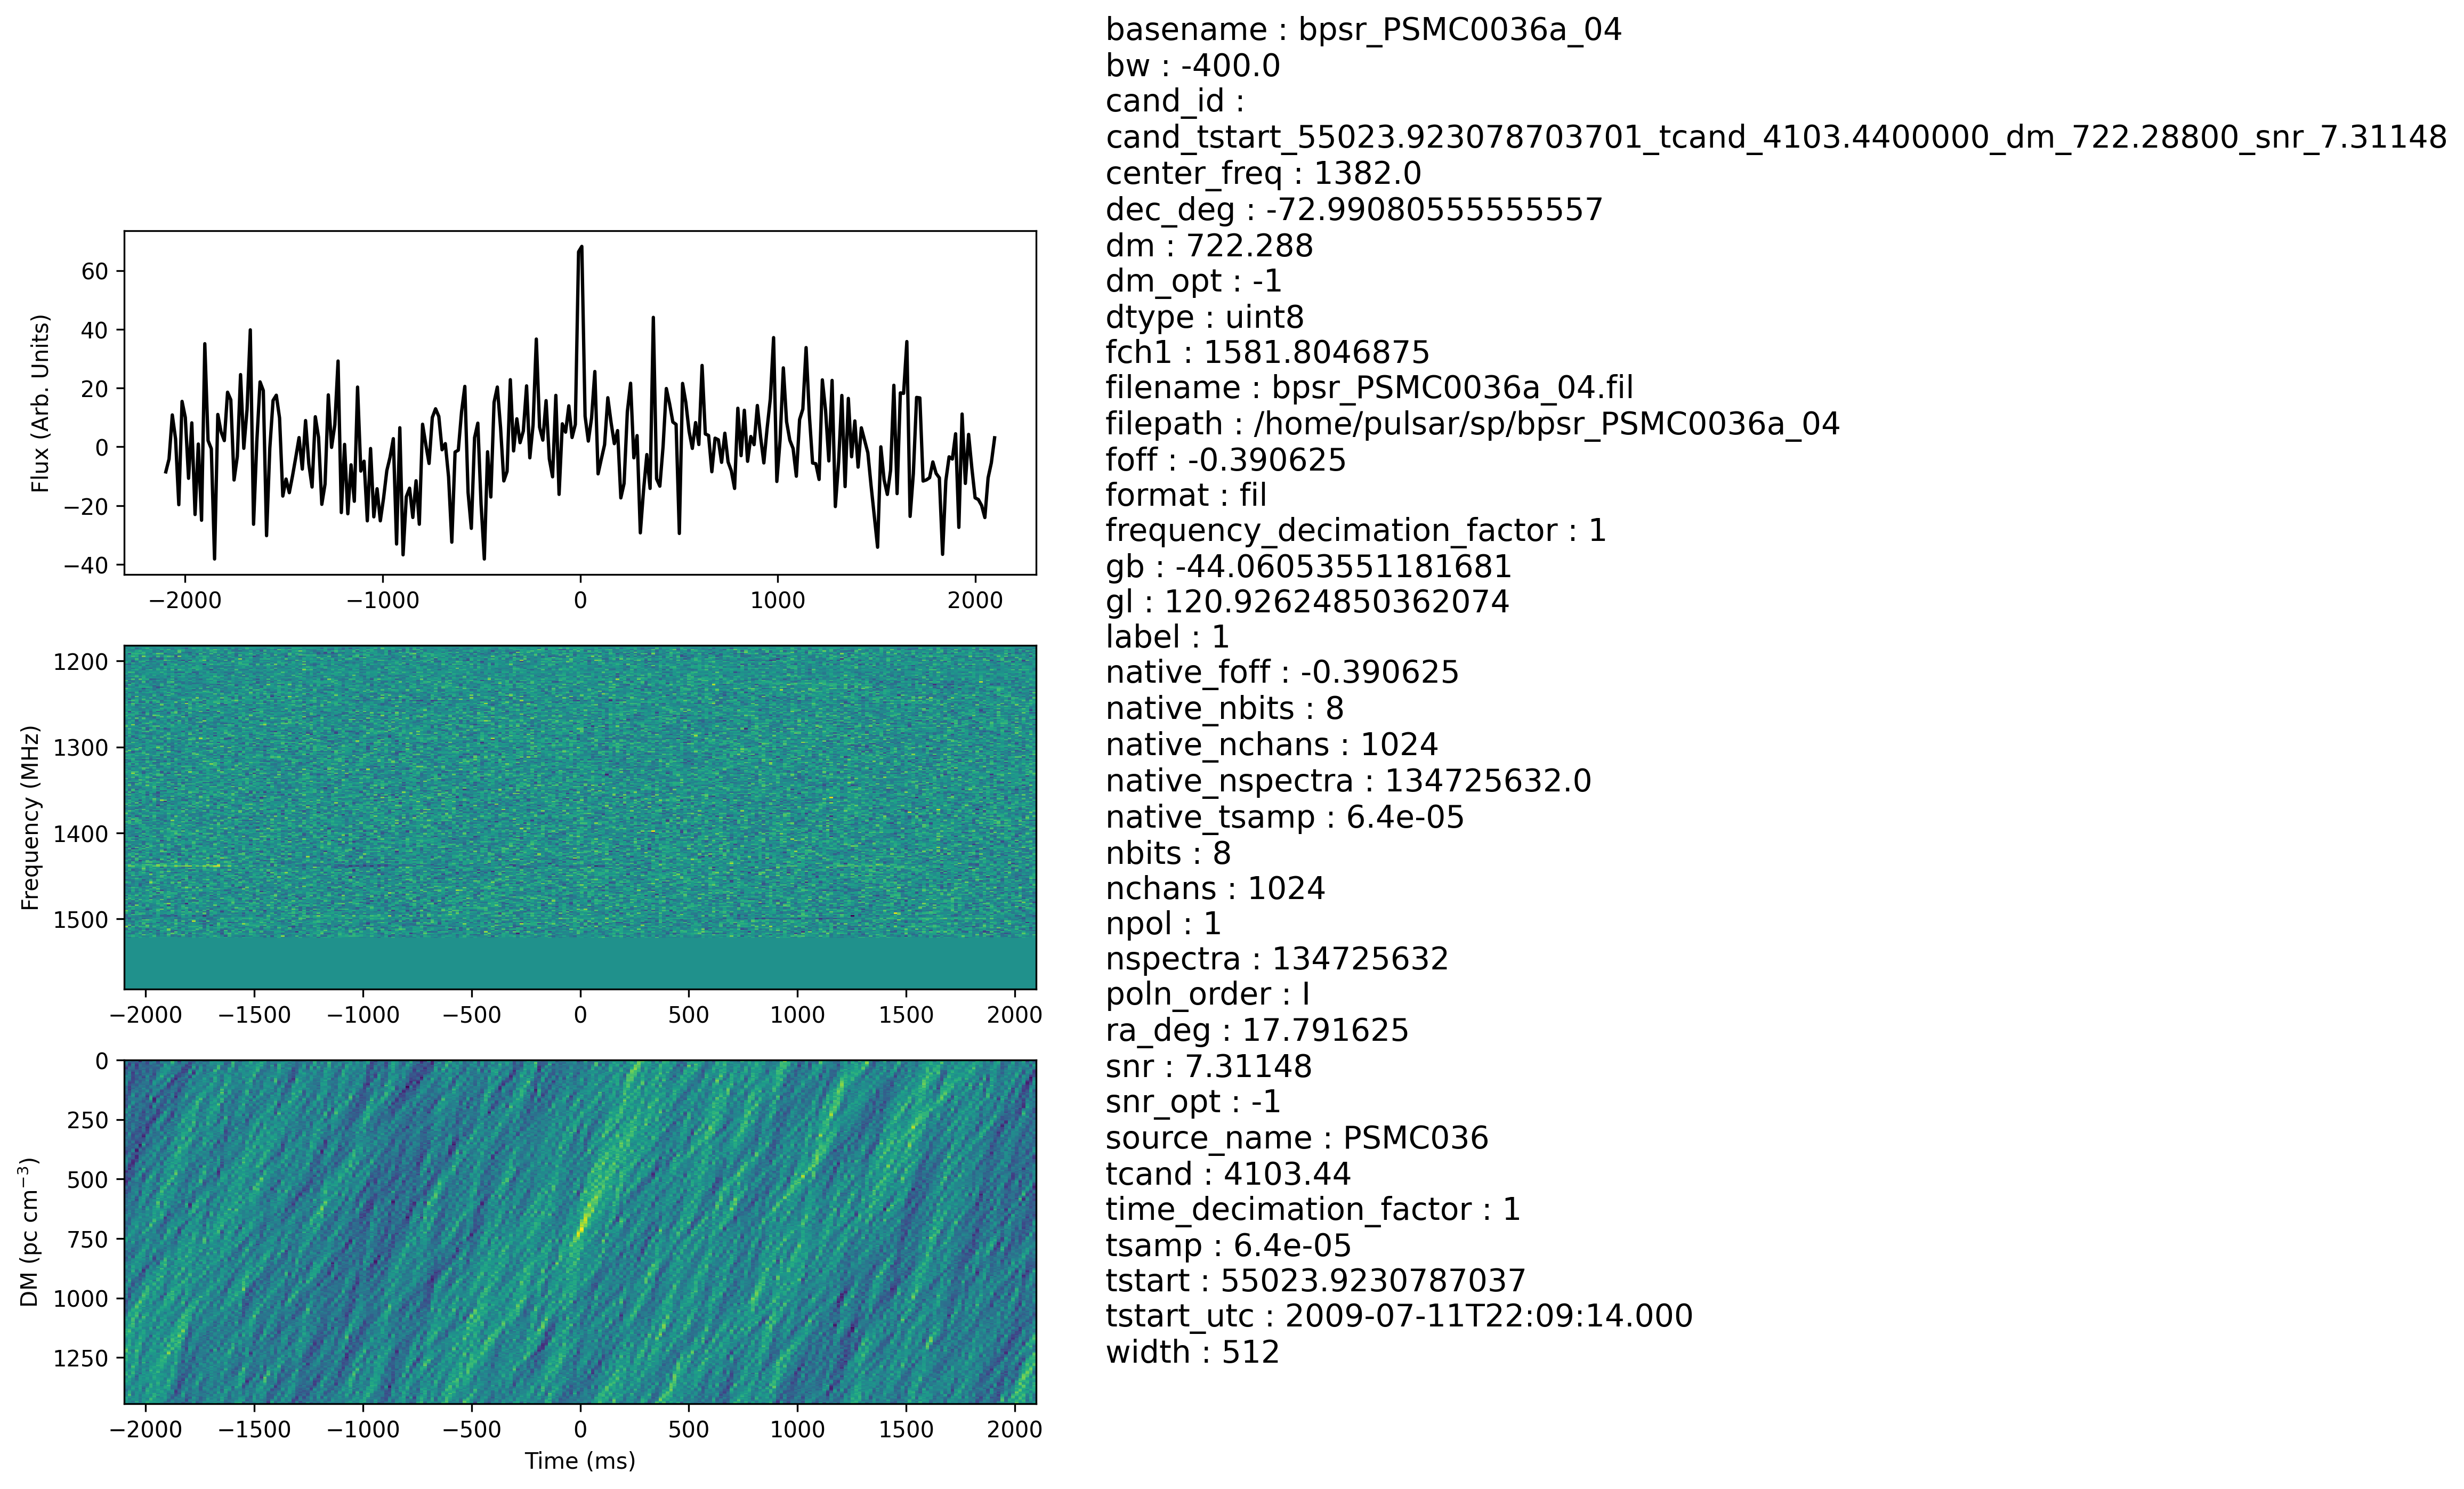 basename : bpsr_PSMC0036a_04
bw : -400.0
cand_id :
cand_tstart_55023.923078703701_tcand_4103.4400000_dm_722.28800_snr_7.31148
center_freq : 1382.0
dec_deg : -72.99080555555557
dm : 722.288
dm_opt : -1
dtype : uint8
fch1 : 1581.8046875
filename : bpsr_PSMC0036a_04.fil
filepath : /home/pulsar/sp/bpsr_PSMC0036a_04
foff : -0.390625
format : fil
frequency_decimation_factor : 1
gb : -44.06053551181681
gl : 120.92624850362074
label : 1
native_foff : -0.390625
native_nbits : 8
native_nchans : 1024
native_nspectra : 134725632.0
native_tsamp : 6.4e-05
nbits : 8
nchans : 1024
npol : 1
nspectra : 134725632
poln_order : I
ra_deg : 17.791625
snr : 7.31148
snr_opt : -1
source_name : PSMC036
tcand : 4103.44
time_decimation_factor : 1
tsamp : 6.4e-05
tstart : 55023.9230787037
tstart_utc : 2009-07-11T22:09:14.000
width : 512
Flux (Arb. Units)
60
40
20
0
−20
−40
−2000 −1000 0 1000 2000
Frequency (MHz)
1200
1300
1400
1500
−2000 −1500 −1000 −500 0 500 1000 1500 2000
DM (pc cm⁻³)
0
250
500
750
1000
1250
−2000 −1500 −1000 −500 0 500 1000 1500 2000
Time (ms)